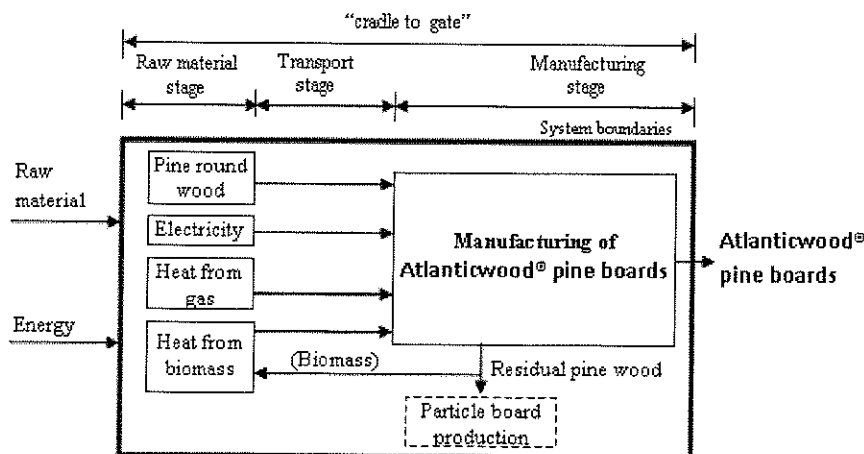 “cradle to gate”
Raw material
stage
Transport
stage
Manufacturing
stage
System boundaries
Raw
material
Energy
Pine round
wood
Electricity
Heat from
gas
Heat from
biomass
Manufacturing of
Atlanticwood® pine boards
Atlanticwood®
pine boards
(Biomass)
Residual pine wood
Particle board
production